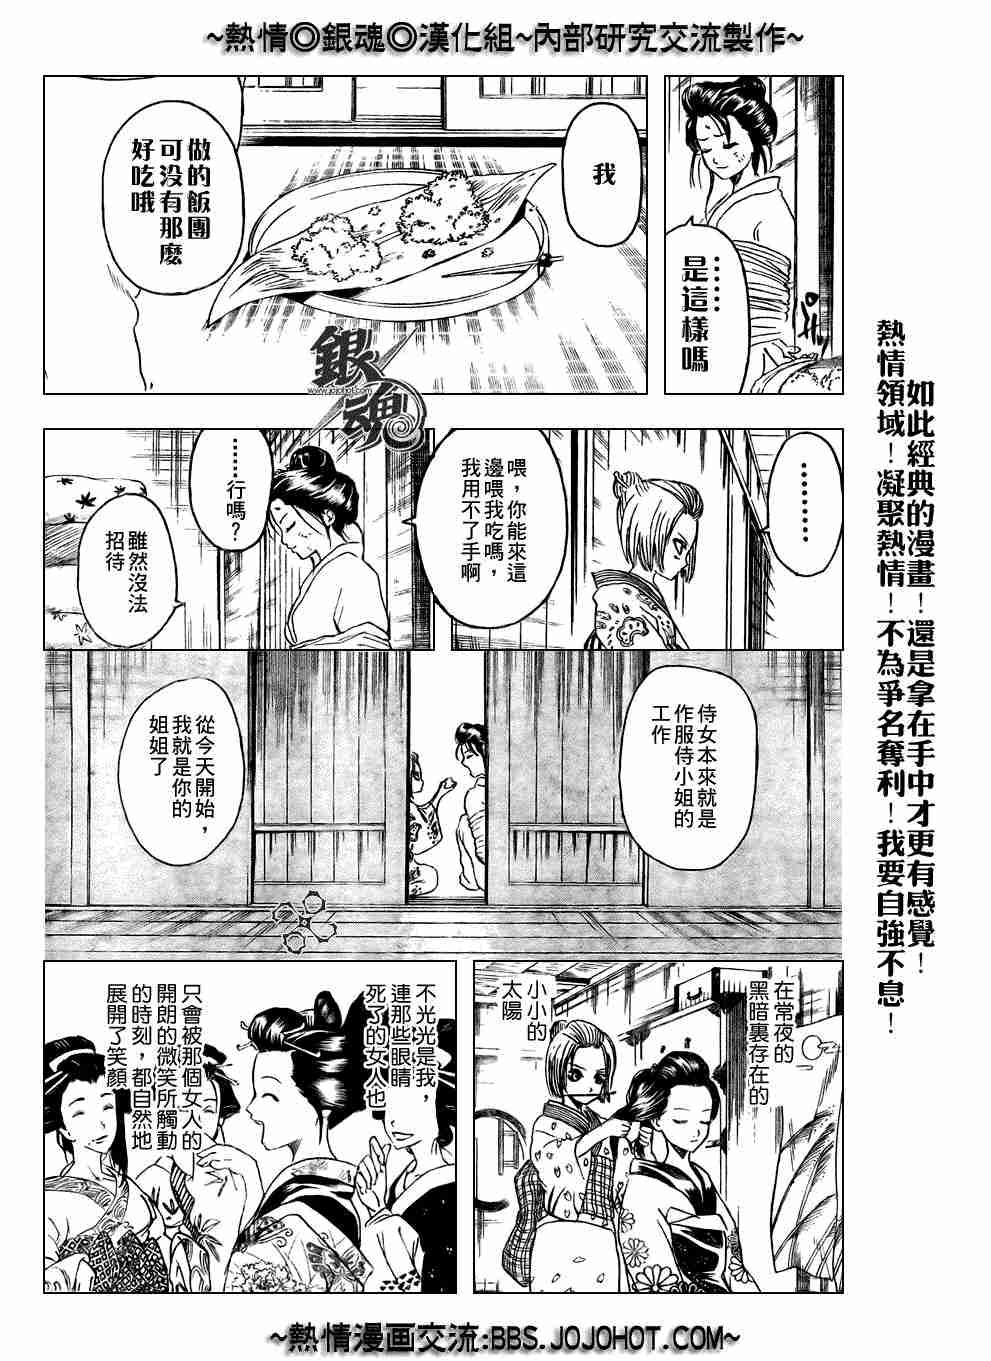 ~熱情◎銀魂◎漢化組~內部研究交流製作~
……
是這樣嗎
我
做的飯團
可没有那麼
好吃哦
銀魂
www.jojohot.com
………
喂，你能來這
邊喂我吃嗎，
我用不了手啊
……行嗎?
雖然沒法
招待
侍女本來就是
作服侍小姐的
工作
從今天開始，
我就是你的
姐姐了
在常夜的
黑暗裏存在的
小小的
太陽
不光光是我，
連那些眼睛
死了的女人也
只會被那個女人的
開朗的微笑所觸動
的時刻，都自然地
展開了笑顏
如此經典的漫畫！還是拿在手中才更有感覺！
熱情領域！凝聚熱情！不為爭名奪利！我要自強不息！
~熱情漫画交流:BBS.JOJOHOT.COM~